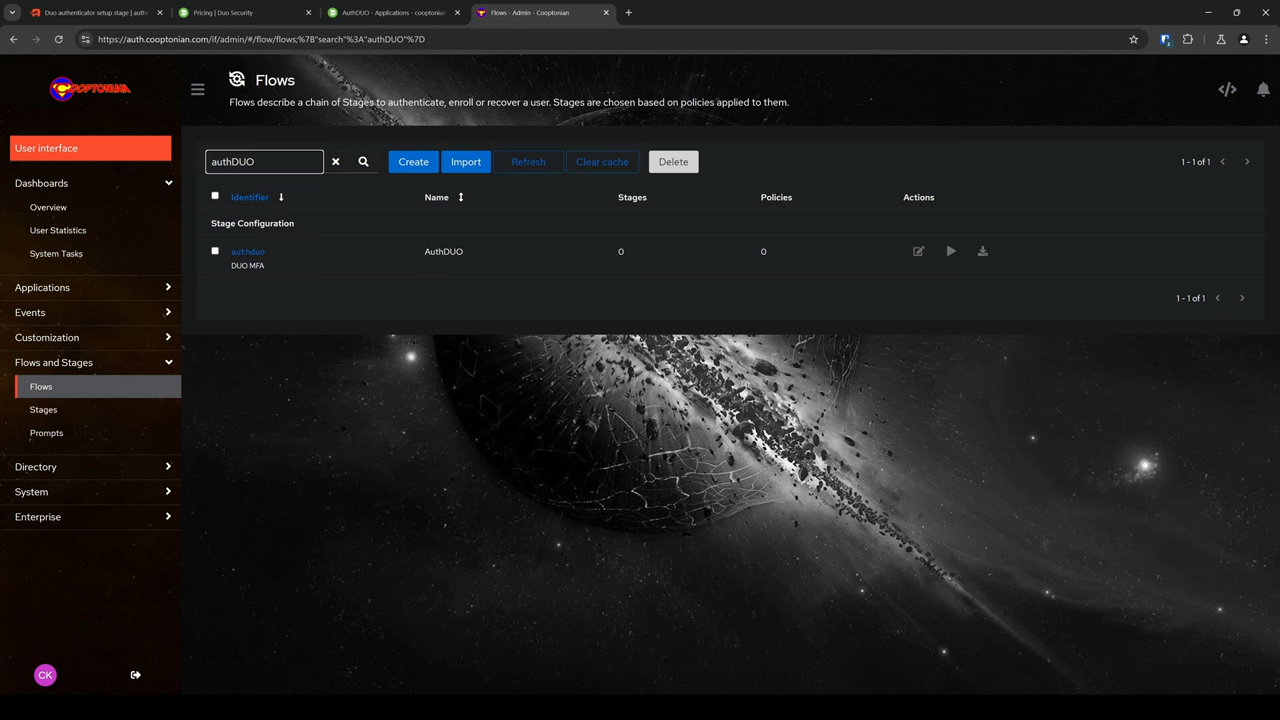 Duo authenticator setup stage | auth
Pricing | Duo Security
AuthDUO - Applications - cooptonian
Flows - Admin - Cooptonian
https://auth.cooptonian.com/if/admin/#/flow/flows;%7B"search"%3A"authDUO"%7D
COOPTONIAN
Flows
Flows describe a chain of Stages to authenticate, enroll or recover a user. Stages are chosen based on policies applied to them.
User interface
Dashboards
Overview
User Statistics
System Tasks
Applications
Events
Customization
Flows and Stages
Flows
Stages
Prompts
Directory
System
Enterprise
CK
authDUO
Create
Import
Refresh
Clear cache
Delete
1 - 1 of 1
Identifier
Name
Stages
Policies
Actions
Stage Configuration
authduo
AuthDUO
0
0
DUO MFA
1 - 1 of 1